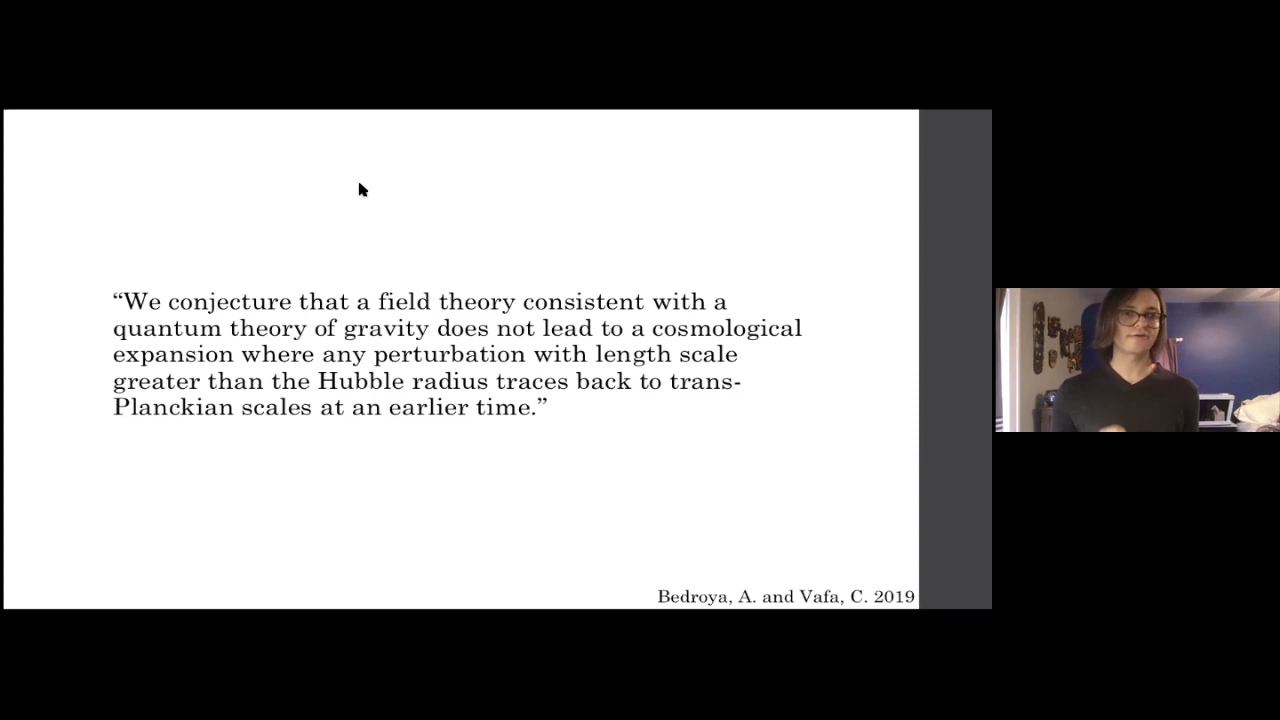 “We conjecture that a field theory consistent with a
quantum theory of gravity does not lead to a cosmological
expansion where any perturbation with length scale
greater than the Hubble radius traces back to trans-
Planckian scales at an earlier time.”
Bedroya, A. and Vafa, C. 2019